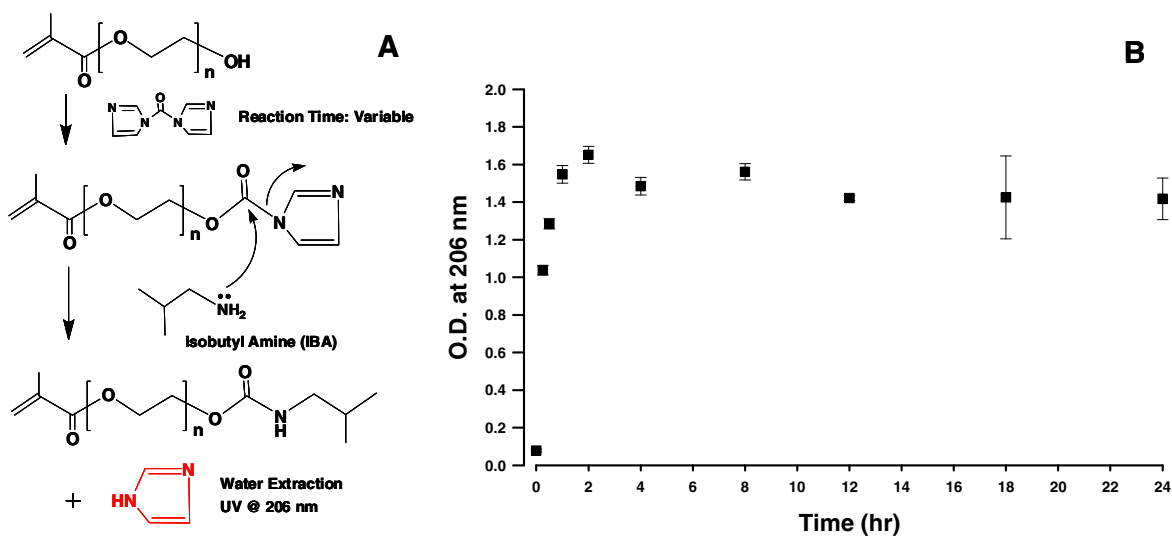 A
O
O
n
OH
N
O
N
N
N
Reaction Time: Variable
O
O
n
O
O
N
N
NH2
Isobutyl Amine (IBA)
O
O
n
O
O
N
H
+
HN
N
Water Extraction
UV @ 206 nm
B
O.D. at 206 nm
2.0
1.8
1.6
1.4
1.2
1.0
0.8
0.6
0.4
0.2
0.0
0 2 4 6 8 10 12 14 16 18 20 22 24
Time (hr)